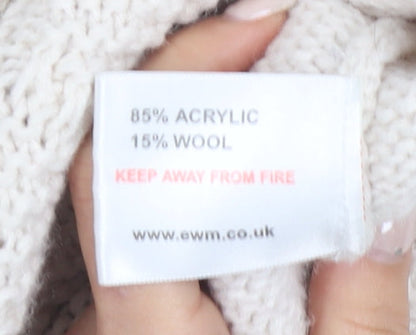 85% ACRYLIC
15% WOOL
KEEP AWAY FROM FIRE
www.ewm.co.uk